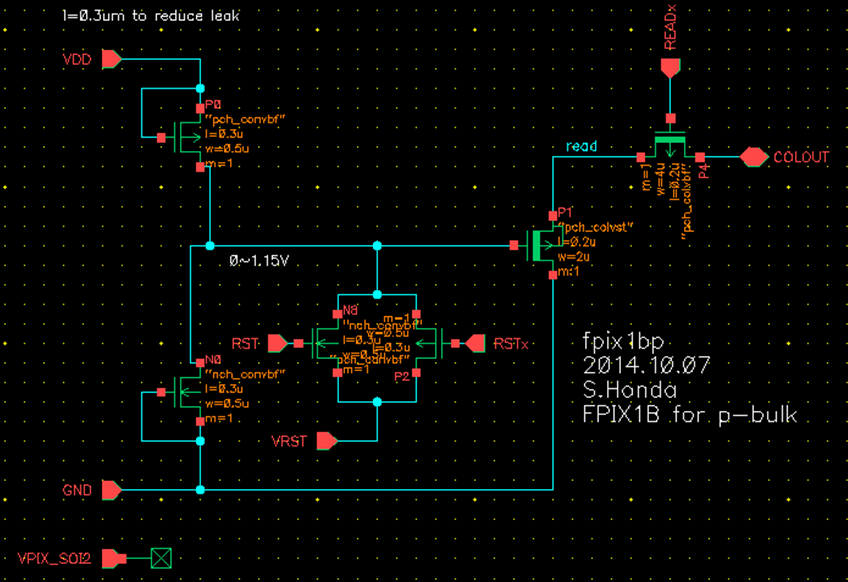 l=0.3um to reduce leak
VDD
P0
"pch_convbf"
l=0.3u
w=0.5u
m=1
READx
read
COLOUT
m=1
w=4u
l=0.2u
"pch_colvbf"
P4
P1
"pch_colvst"
l=0.2u
w=2u
m:1
0~1.15V
N8
"nch_convbf"
l=0.3u
w=0.5u
m=1
RST
m=1
w=0.5u
l=0.3u
"pch_convbf"
P2
RSTx
VRST
N0
"nch_convbf"
l=0.3u
w=0.5u
m=1
GND
VPIX_SOI2
fpix1bp
2014.10.07
S.Honda
FPIX1B for p-bulk